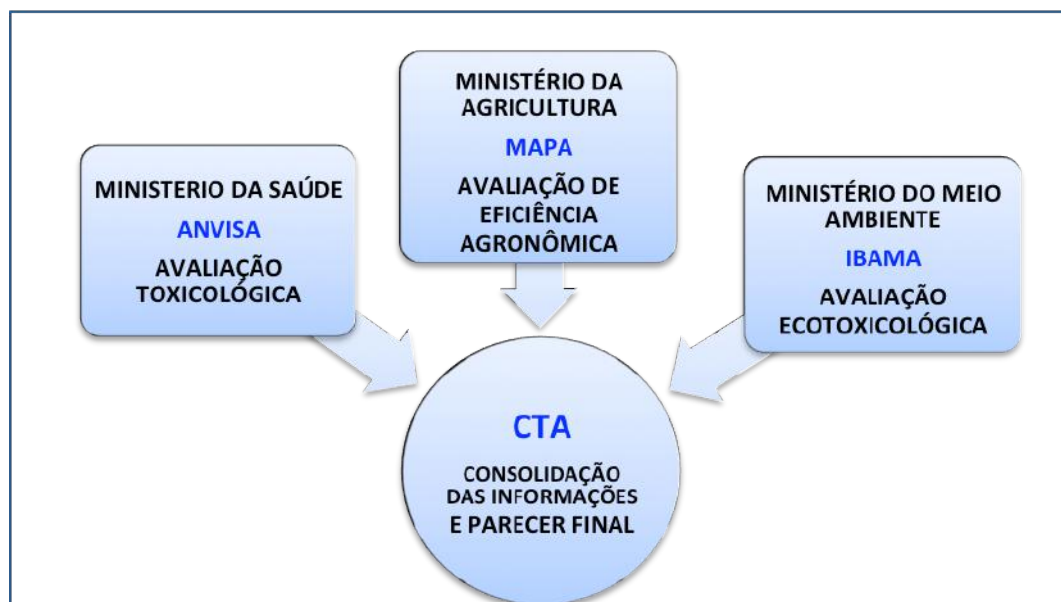 MINISTERIO DA SAÚDE
ANVISA
AVALIAÇÃO
TOXICOLÓGICA
MINISTÉRIO DA
AGRICULTURA
MAPA
AVALIAÇÃO DE
EFICIÊNCIA
AGRONÔMICA
MINISTÉRIO DO MEIO
AMBIENTE
IBAMA
AVALIAÇÃO
ECOTOXICOLÓGICA
CTA
CONSOLIDAÇÃO
DAS INFORMAÇÕES
E PARECER FINAL